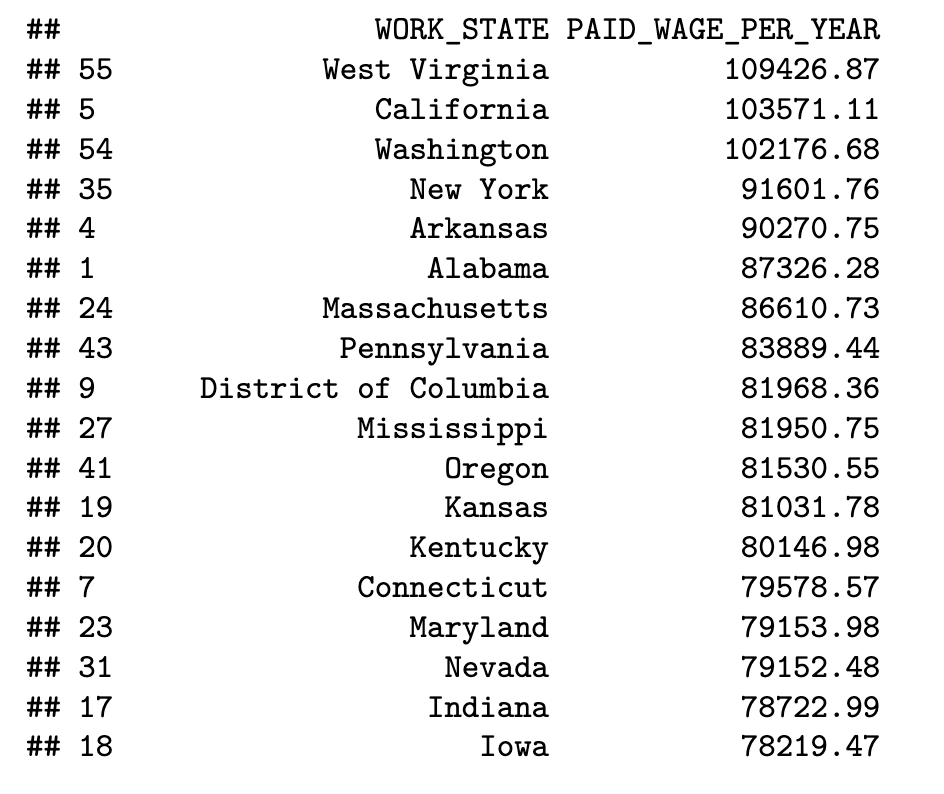 ## WORK_STATE PAID_WAGE_PER_YEAR
## 55 West Virginia 109426.87
## 5 California 103571.11
## 54 Washington 102176.68
## 35 New York 91601.76
## 4 Arkansas 90270.75
## 1 Alabama 87326.28
## 24 Massachusetts 86610.73
## 43 Pennsylvania 83889.44
## 9 District of Columbia 81968.36
## 27 Mississippi 81950.75
## 41 Oregon 81530.55
## 19 Kansas 81031.78
## 20 Kentucky 80146.98
## 7 Connecticut 79578.57
## 23 Maryland 79153.98
## 31 Nevada 79152.48
## 17 Indiana 78722.99
## 18 Iowa 78219.47